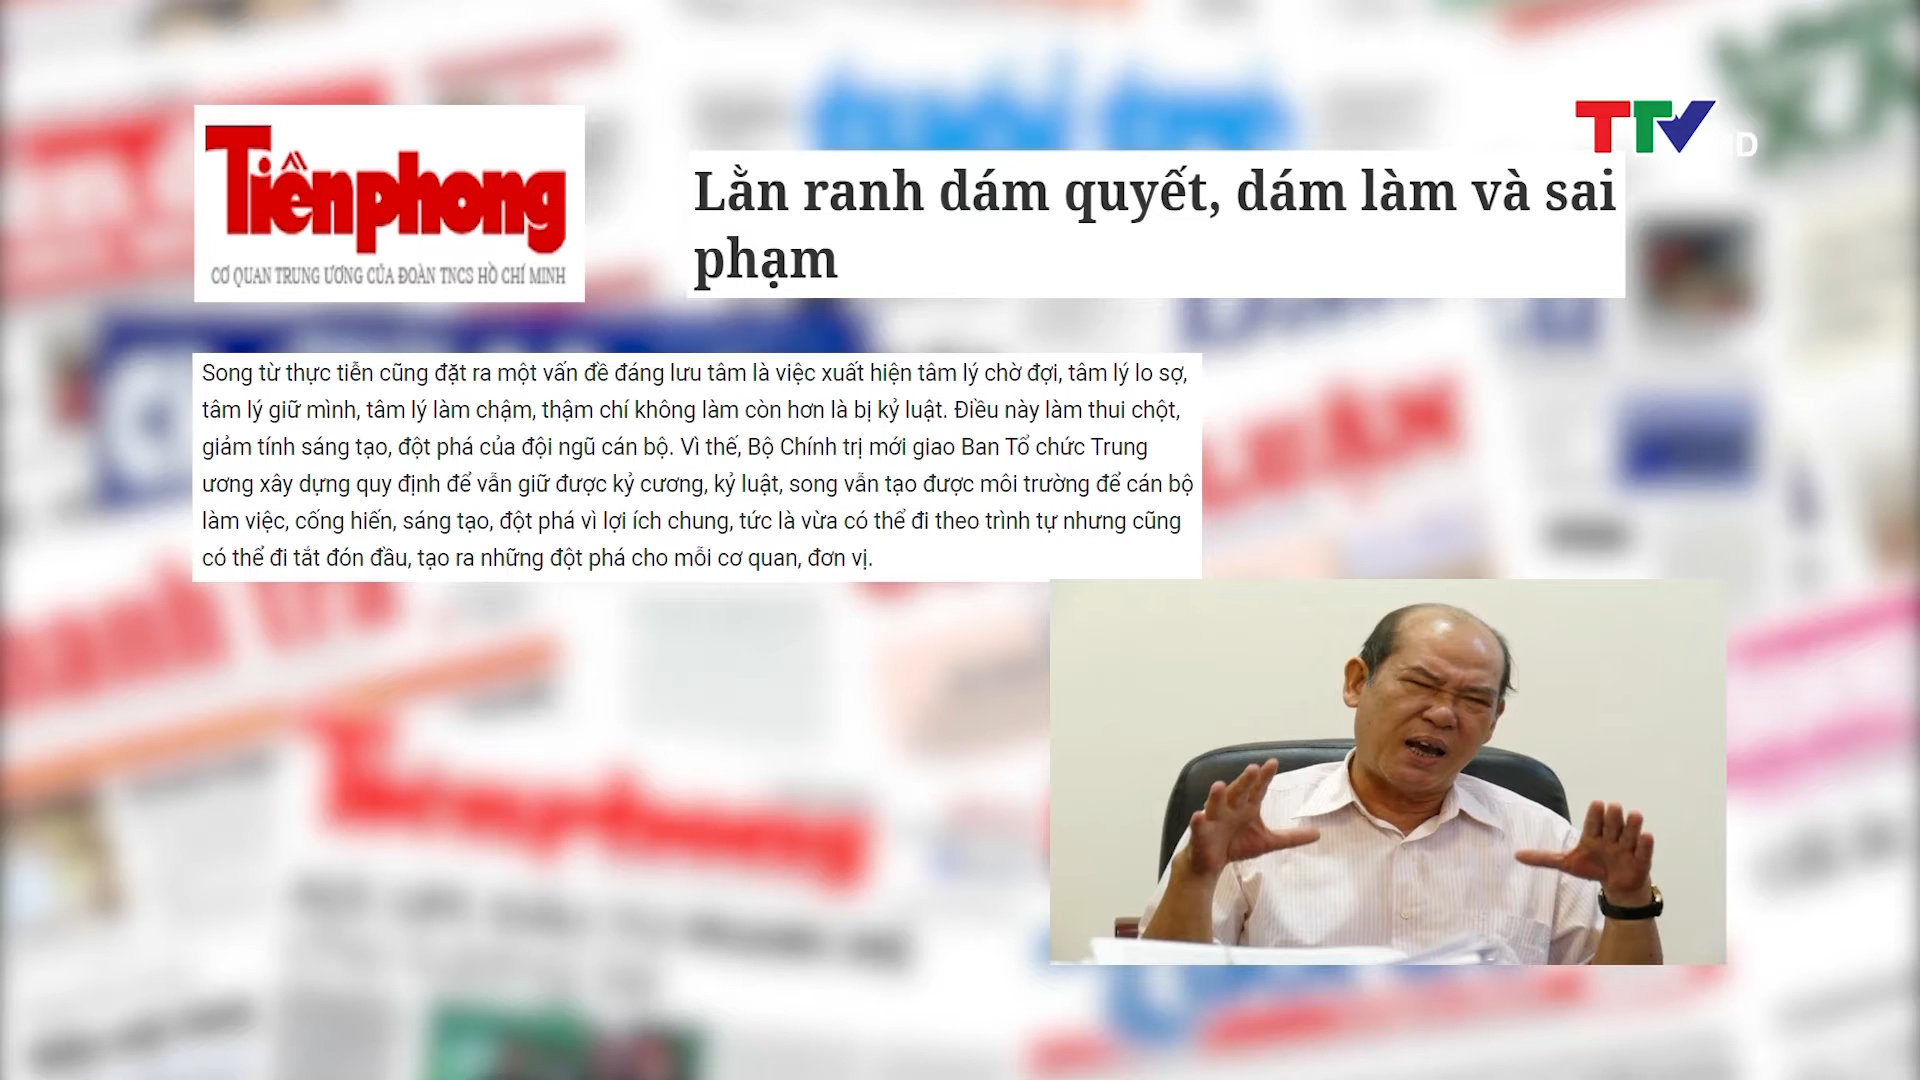 Tiền phong
CƠ QUAN TRUNG ƯƠNG CỦA ĐOÀN TNCS HỒ CHÍ MINH
TTV
Lằn ranh dám quyết, dám làm và sai
phạm
Song từ thực tiễn cũng đặt ra một vấn đề đáng lưu tâm là việc xuất hiện tâm lý chờ đợi, tâm lý lo sợ,
tâm lý giữ mình, tâm lý làm chậm, thậm chí không làm còn hơn là bị kỷ luật. Điều này làm thui chột,
giảm tính sáng tạo, đột phá của đội ngũ cán bộ. Vì thế, Bộ Chính trị mới giao Ban Tổ chức Trung
ương xây dựng quy định để vẫn giữ được kỷ cương, kỷ luật, song vẫn tạo được môi trường để cán bộ
làm việc, cống hiến, sáng tạo, đột phá vì lợi ích chung, tức là vừa có thể đi theo trình tự nhưng cũng
có thể đi tắt đón đầu, tạo ra những đột phá cho mỗi cơ quan, đơn vị.